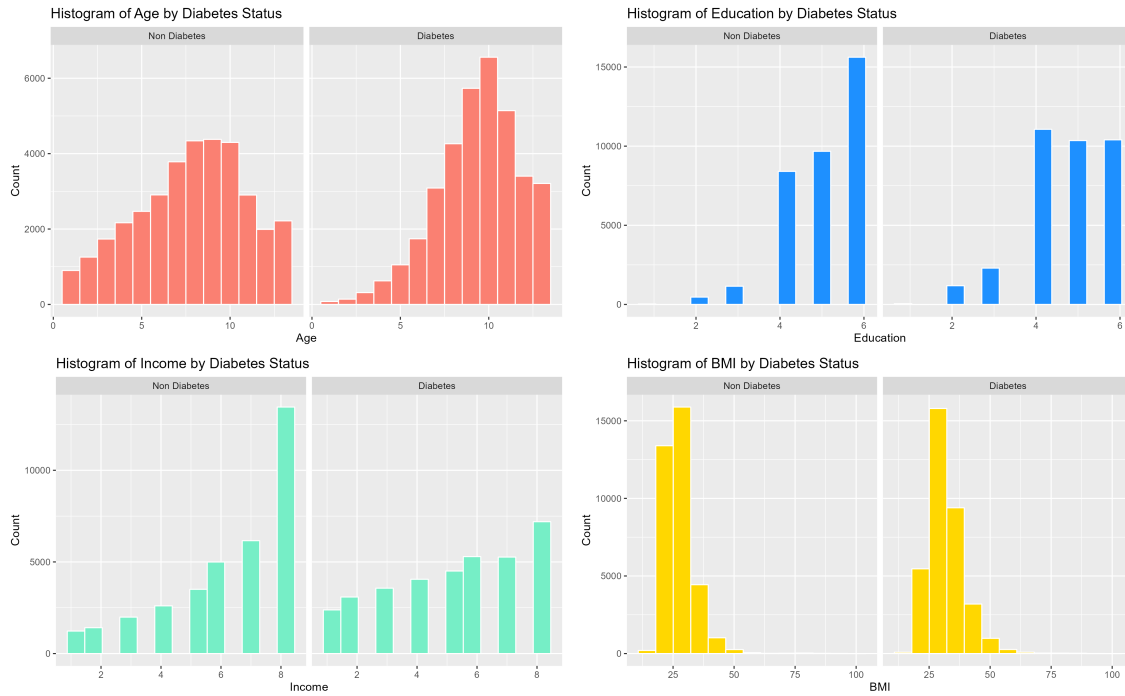 Histogram of Age by Diabetes Status
Non Diabetes
Diabetes
Count
6000
4000
2000
0
0 5 10 0 5 10
Age
Histogram of Education by Diabetes Status
Non Diabetes
Diabetes
Count
15000
10000
5000
0
2 4 6 2 4 6
Education
Histogram of Income by Diabetes Status
Non Diabetes
Diabetes
Count
10000
5000
0
2 4 6 8 2 4 6 8
Income
Histogram of BMI by Diabetes Status
Non Diabetes
Diabetes
Count
15000
10000
5000
0
25 50 75 100 25 50 75 100
BMI